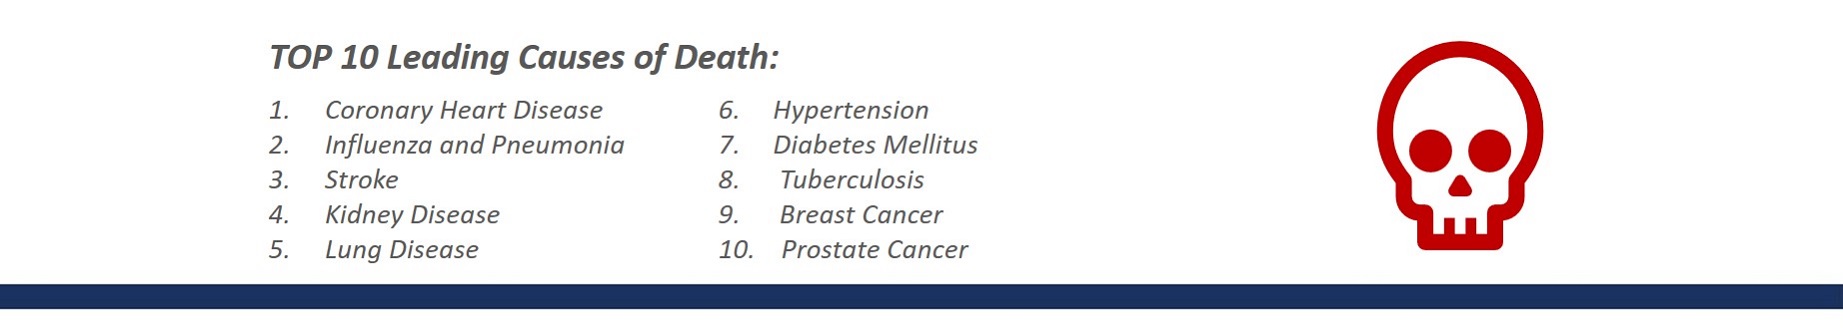 TOP 10 Leading Causes of Death:
1. Coronary Heart Disease
2. Influenza and Pneumonia
3. Stroke
4. Kidney Disease
5. Lung Disease
6. Hypertension
7. Diabetes Mellitus
8. Tuberculosis
9. Breast Cancer
10. Prostate Cancer